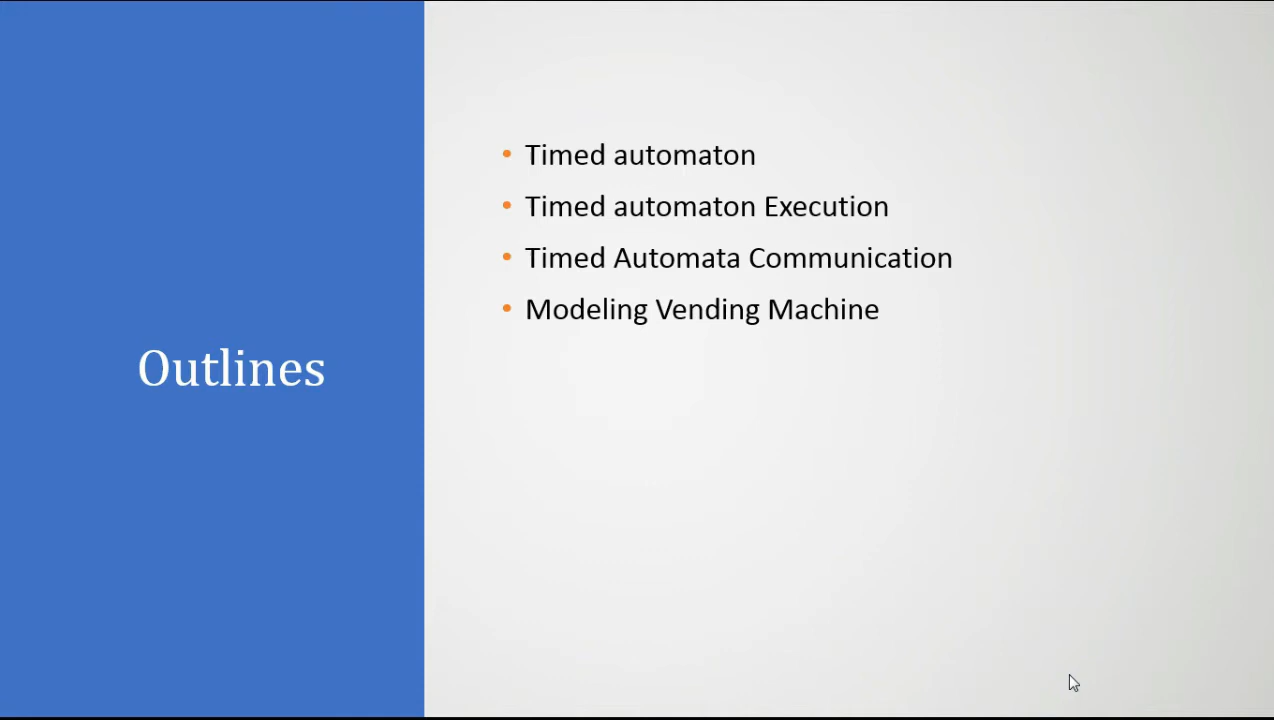 Outlines
• Timed automaton
• Timed automaton Execution
• Timed Automata Communication
• Modeling Vending Machine